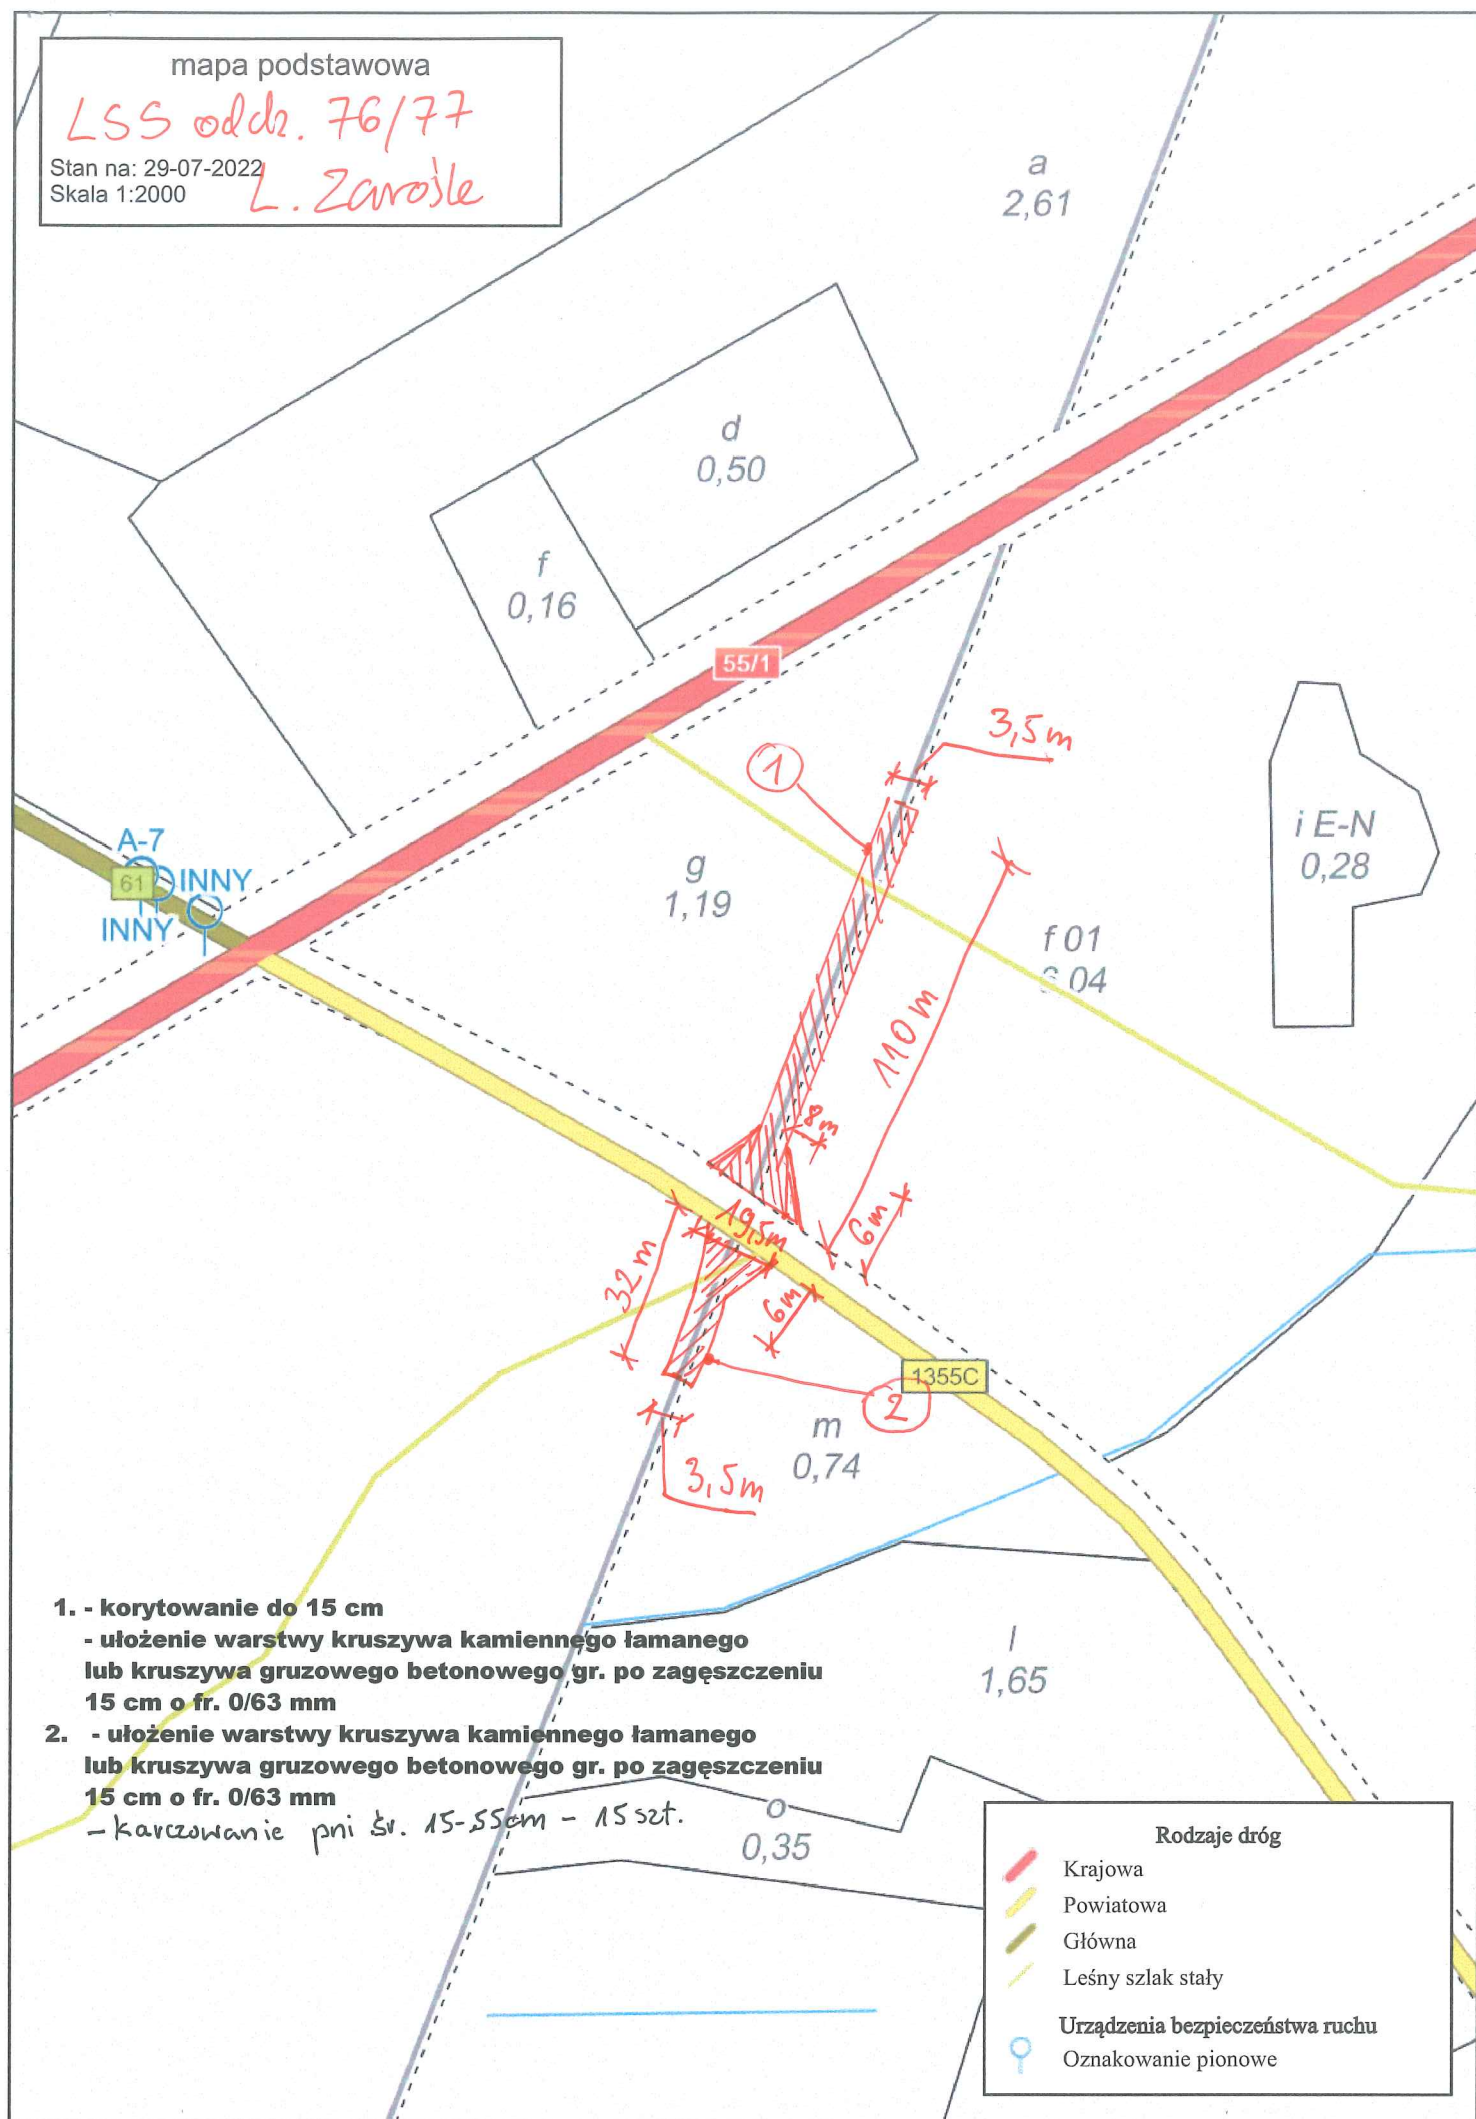 mapa podstawowa
LSS oddz. 76/77
Stan na: 29-07-2022
L. Zarośle
Skala 1:2000
a
2,61
d
0,50
f
0,16
55/1
3,5m
1
i E-N
0,28
A-7
61
INNY
INNY
g
1,19
f 01
04
110 m
8m
19,5m
6m
32 m
6m
1355C
2
m
0,74
3,5m
1. - korytowanie do 15 cm
- ułożenie warstwy kruszywa kamiennego łamanego
lub kruszywa gruzowego betonowego gr. po zagęszczeniu
15 cm o fr. 0/63 mm
2. - ułożenie warstwy kruszywa kamiennego łamanego
lub kruszywa gruzowego betonowego gr. po zagęszczeniu
15 cm o fr. 0/63 mm
- karczowanie pni śr. 15-55cm - 15 szt.
l
1,65
o
0,35
Rodzaje dróg
Krajowa
Powiatowa
Główna
Leśny szlak stały
Urządzenia bezpieczeństwa ruchu
Oznakowanie pionowe